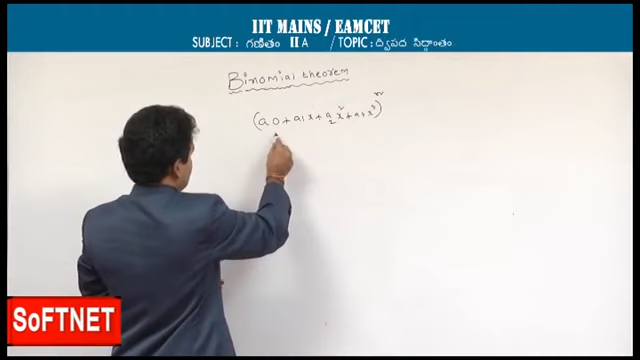 IIT MAINS / EAMCET
SUBJECT : గణితం II A / TOPIC : ద్విపద సిద్ధాంతం
Binomial theorem
(a0 + a1x + a2x² + a3x³)ⁿ
SoFTNET